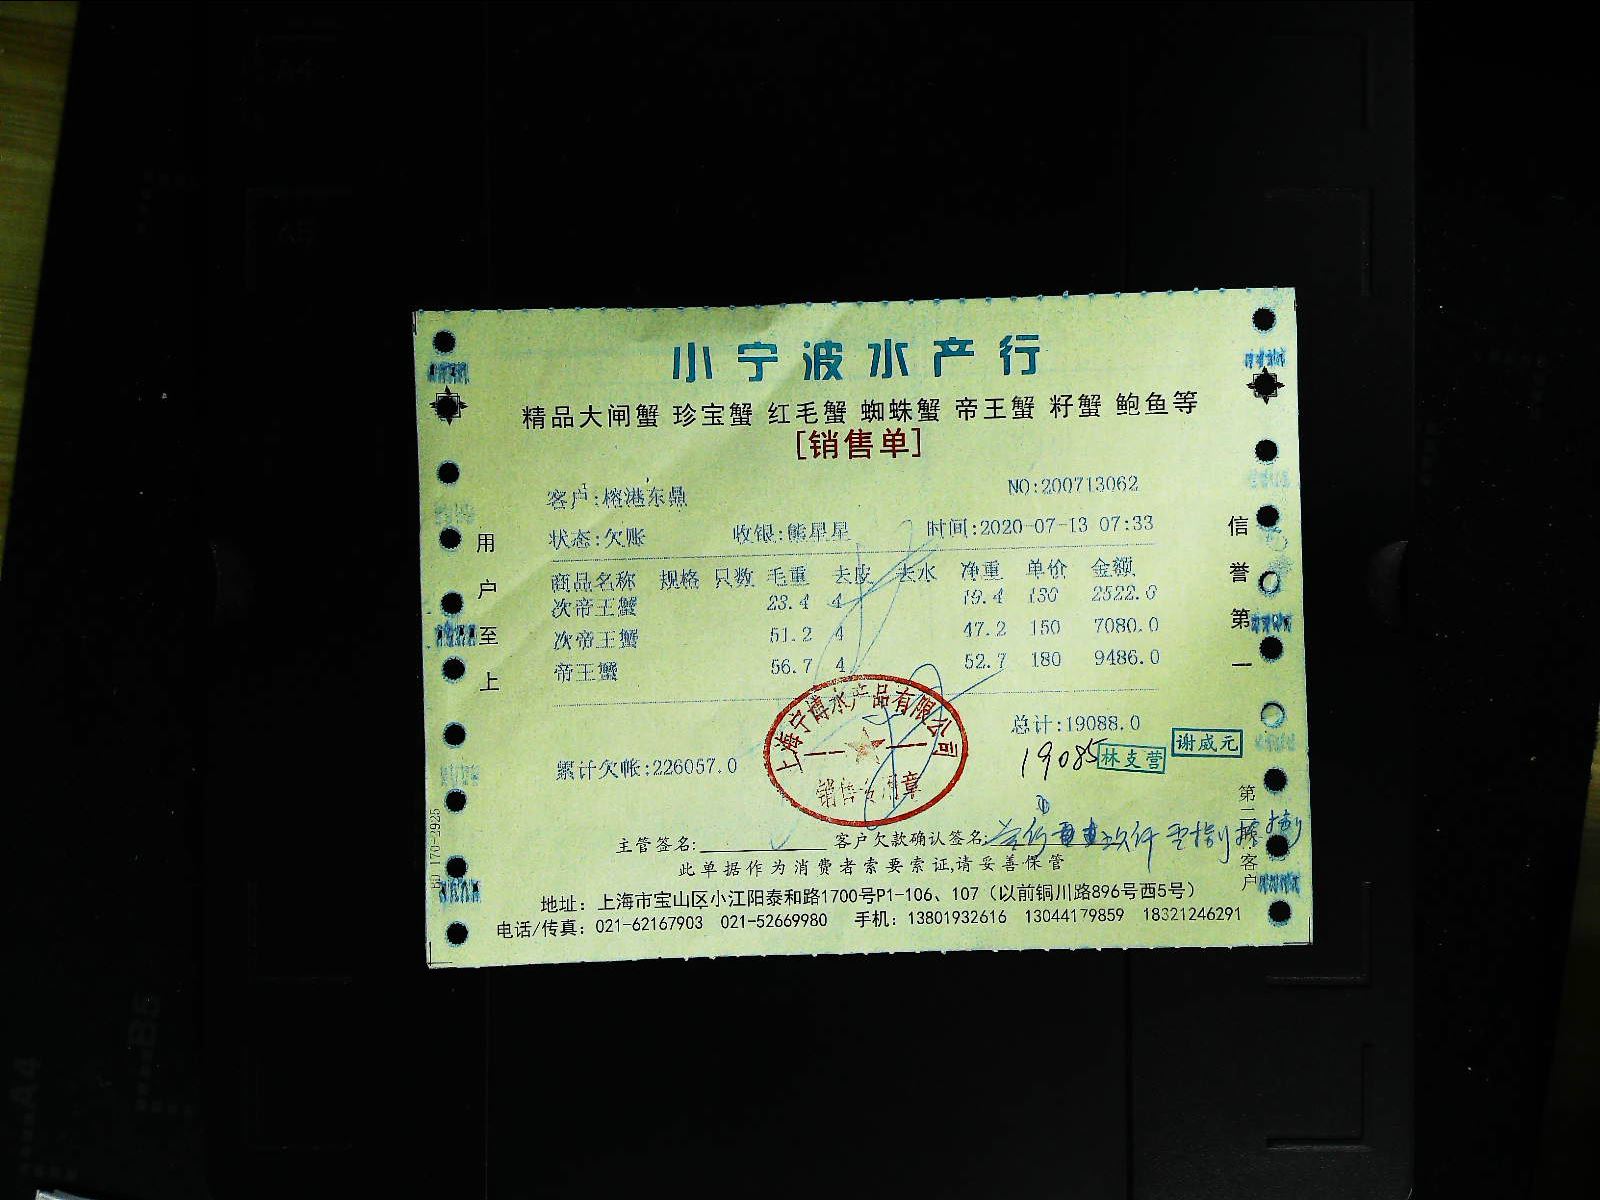 小宁波水产行
精品大闸蟹 珍宝蟹 红毛蟹 蜘蛛蟹 帝王蟹 籽蟹 鲍鱼等
[销售单]
客户:榕港东鼎 NO:200713062
状态:欠账 收银:熊星星 时间:2020-07-13 07:33
商品名称 规格 只数 毛重 去皮 去水 净重 单价 金额
次帝王蟹 23.4 4 19.4 130 2522.0
次帝王蟹 51.2 4 47.2 150 7080.0
帝王蟹 56.7 4 52.7 180 9486.0
总计:19088.0
19085 林支营 谢威元
累计欠帐:226057.0
上海宁博水产品有限公司
销售专用章
主管签名: 客户欠款确认签名:
此单据作为消费者索要索证,请妥善保管
地址：上海市宝山区小江阳泰和路1700号P1-106、107（以前铜川路896号西5号）
电话/传真：021-62167903 021-52669980 手机：13801932616 13044179859 18321246291
用户至上
信誉第一
A4
B5